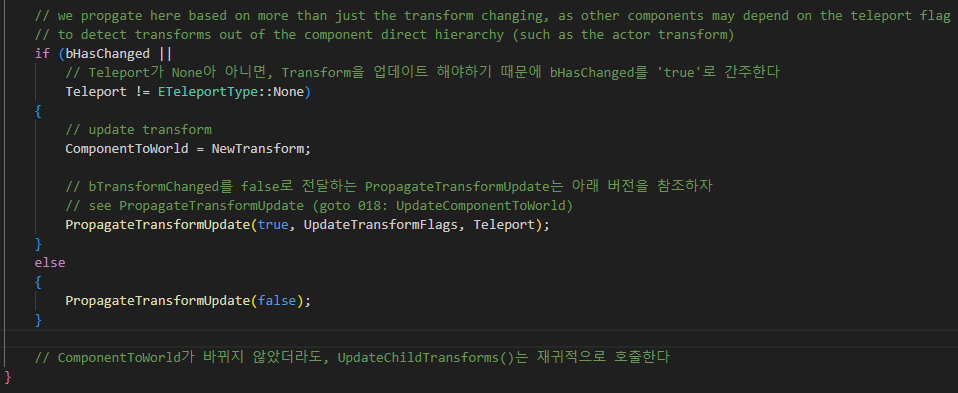 // we propgate here based on more than just the transform changing, as other components may depend on the teleport flag
// to detect transforms out of the component direct hierarchy (such as the actor transform)
if (bHasChanged ||
// Teleport가 None아 아니면, Transform을 업데이트 해야하기 때문에 bHasChanged를 'true'로 간주한다
Teleport != ETeleportType::None)
{
// update transform
ComponentToWorld = NewTransform;
// bTransformChanged를 false로 전달하는 PropagateTransformUpdate는 아래 버전을 참조하자
// see PropagateTransformUpdate (goto 018: UpdateComponentToWorld)
PropagateTransformUpdate(true, UpdateTransformFlags, Teleport);
}
else
{
PropagateTransformUpdate(false);
}
// ComponentToWorld가 바뀌지 않았더라도, UpdateChildTransforms()는 재귀적으로 호출한다
}